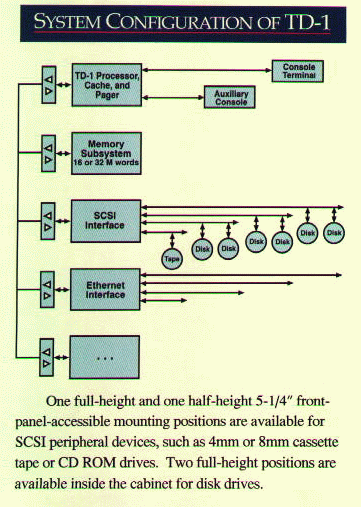 SYSTEM CONFIGURATION OF TD-1
TD-1 Processor,
Cache, and
Pager
Console
Terminal
Auxiliary
Console
Memory
Subsystem
16 or 32 M words
SCSI
Interface
Tape
Disk
Disk
Disk
Disk
Disk
Disk
Ethernet
Interface
...
One full-height and one half-height 5-1/4" front-
panel-accessible mounting positions are available for
SCSI peripheral devices, such as 4mm or 8mm cassette
tape or CD ROM drives. Two full-height positions are
available inside the cabinet for disk drives.